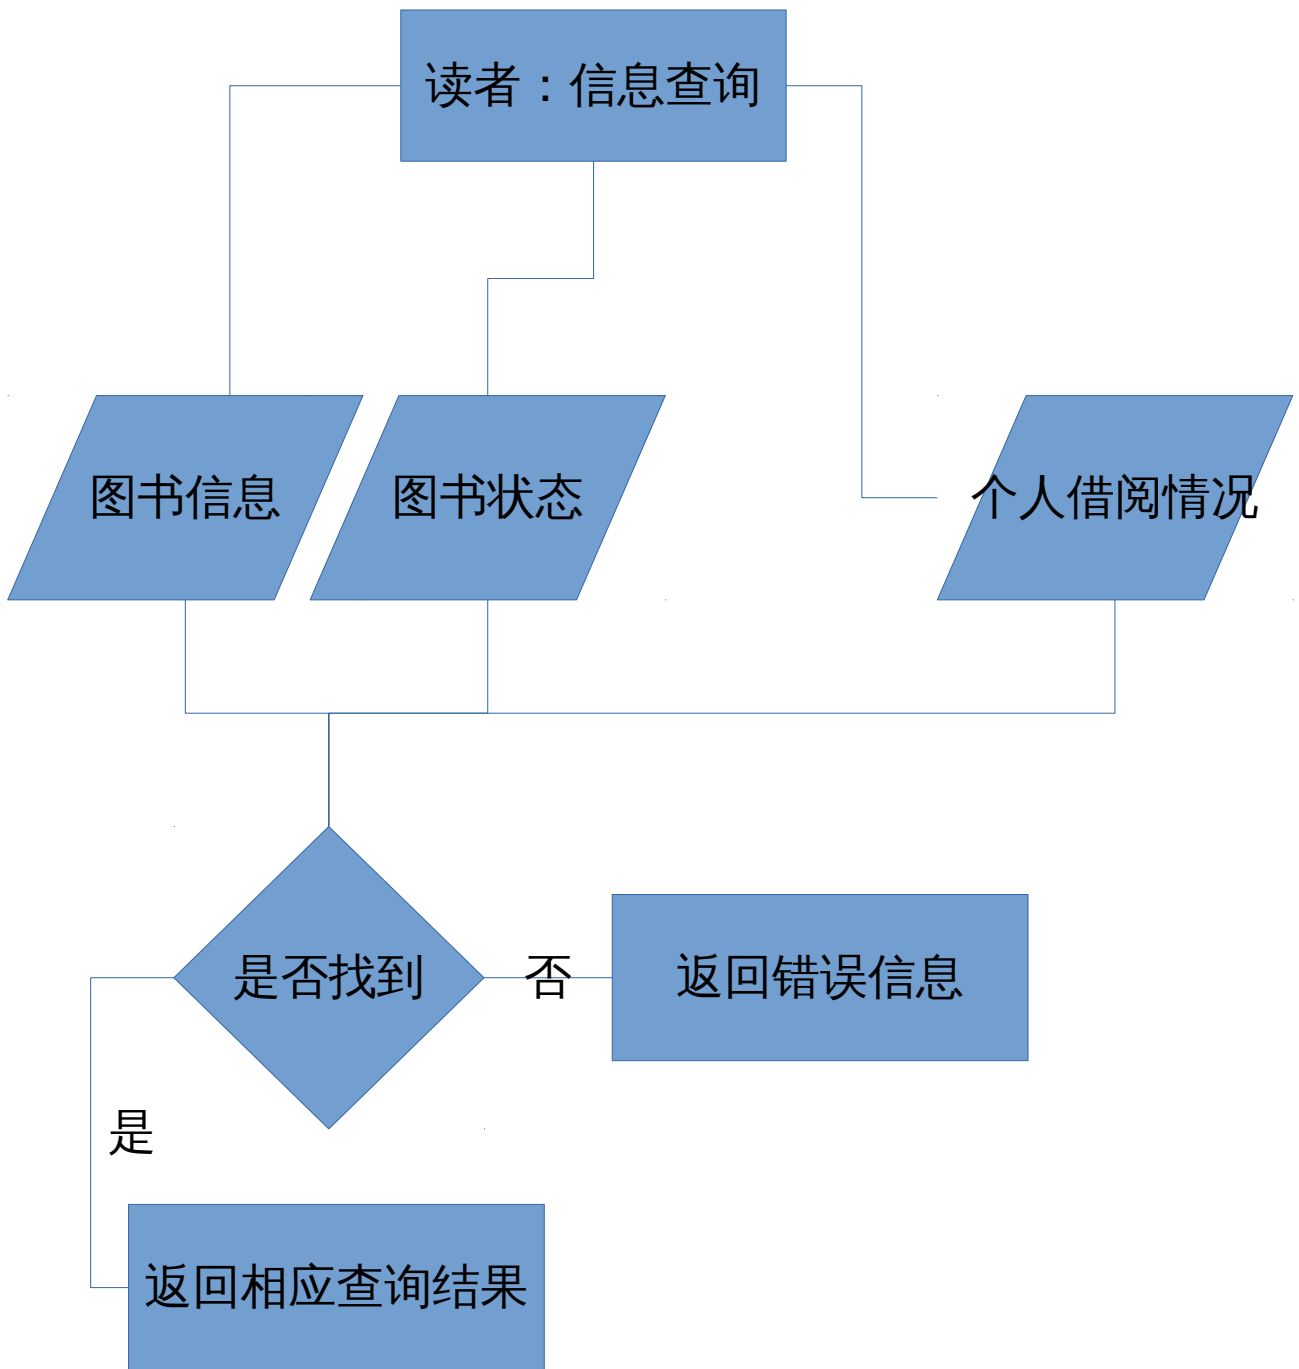 读者：信息查询
图书信息
图书状态
个人借阅情况
是否找到
否
返回错误信息
是
返回相应查询结果